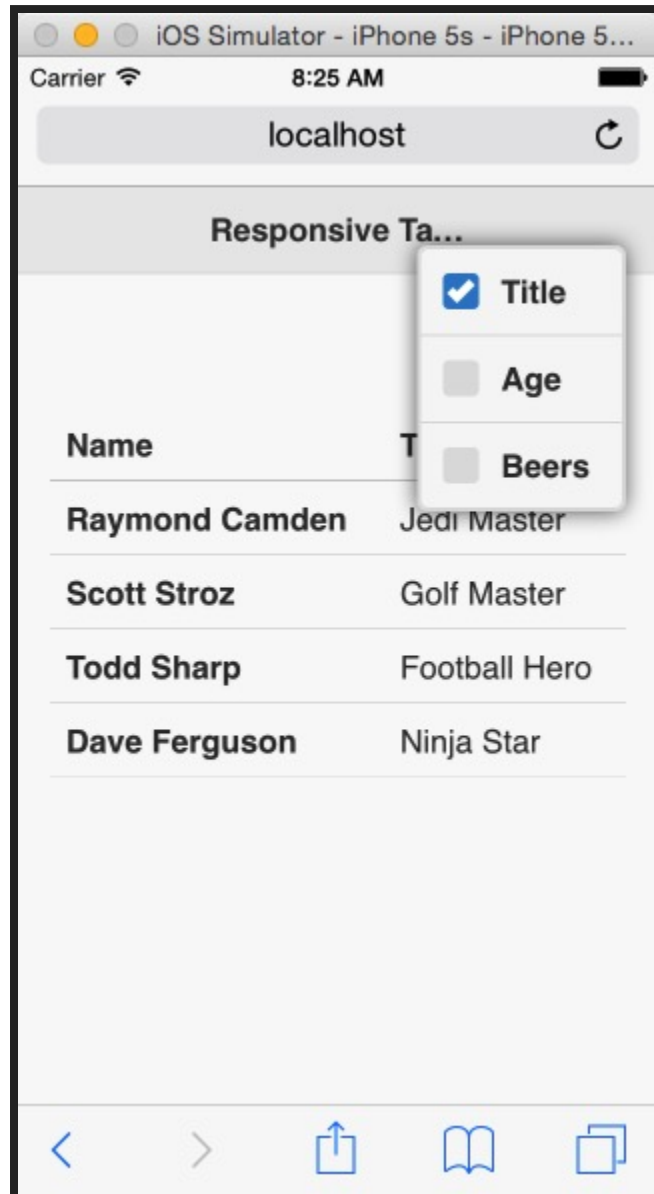 iOS Simulator - iPhone 5s - iPhone 5...
Carrier 8:25 AM
localhost
Responsive Ta...
Title
Age
Beers
Name T
Raymond Camden Jedi Master
Scott Stroz Golf Master
Todd Sharp Football Hero
Dave Ferguson Ninja Star